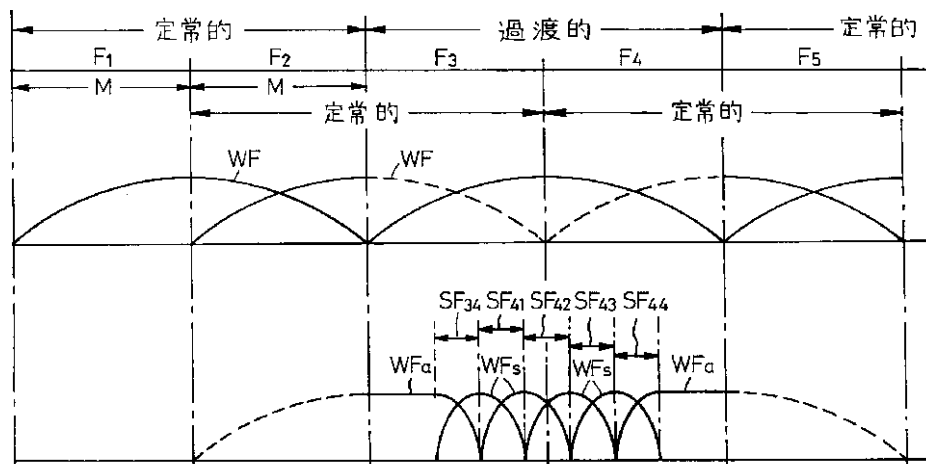 定常的 過渡的 定常的
F1 F2 F3 F4 F5
M M
定常的 定常的
WF WF
SF34 SF41 SF42 SF43 SF44
WFa WFs WFs WFa